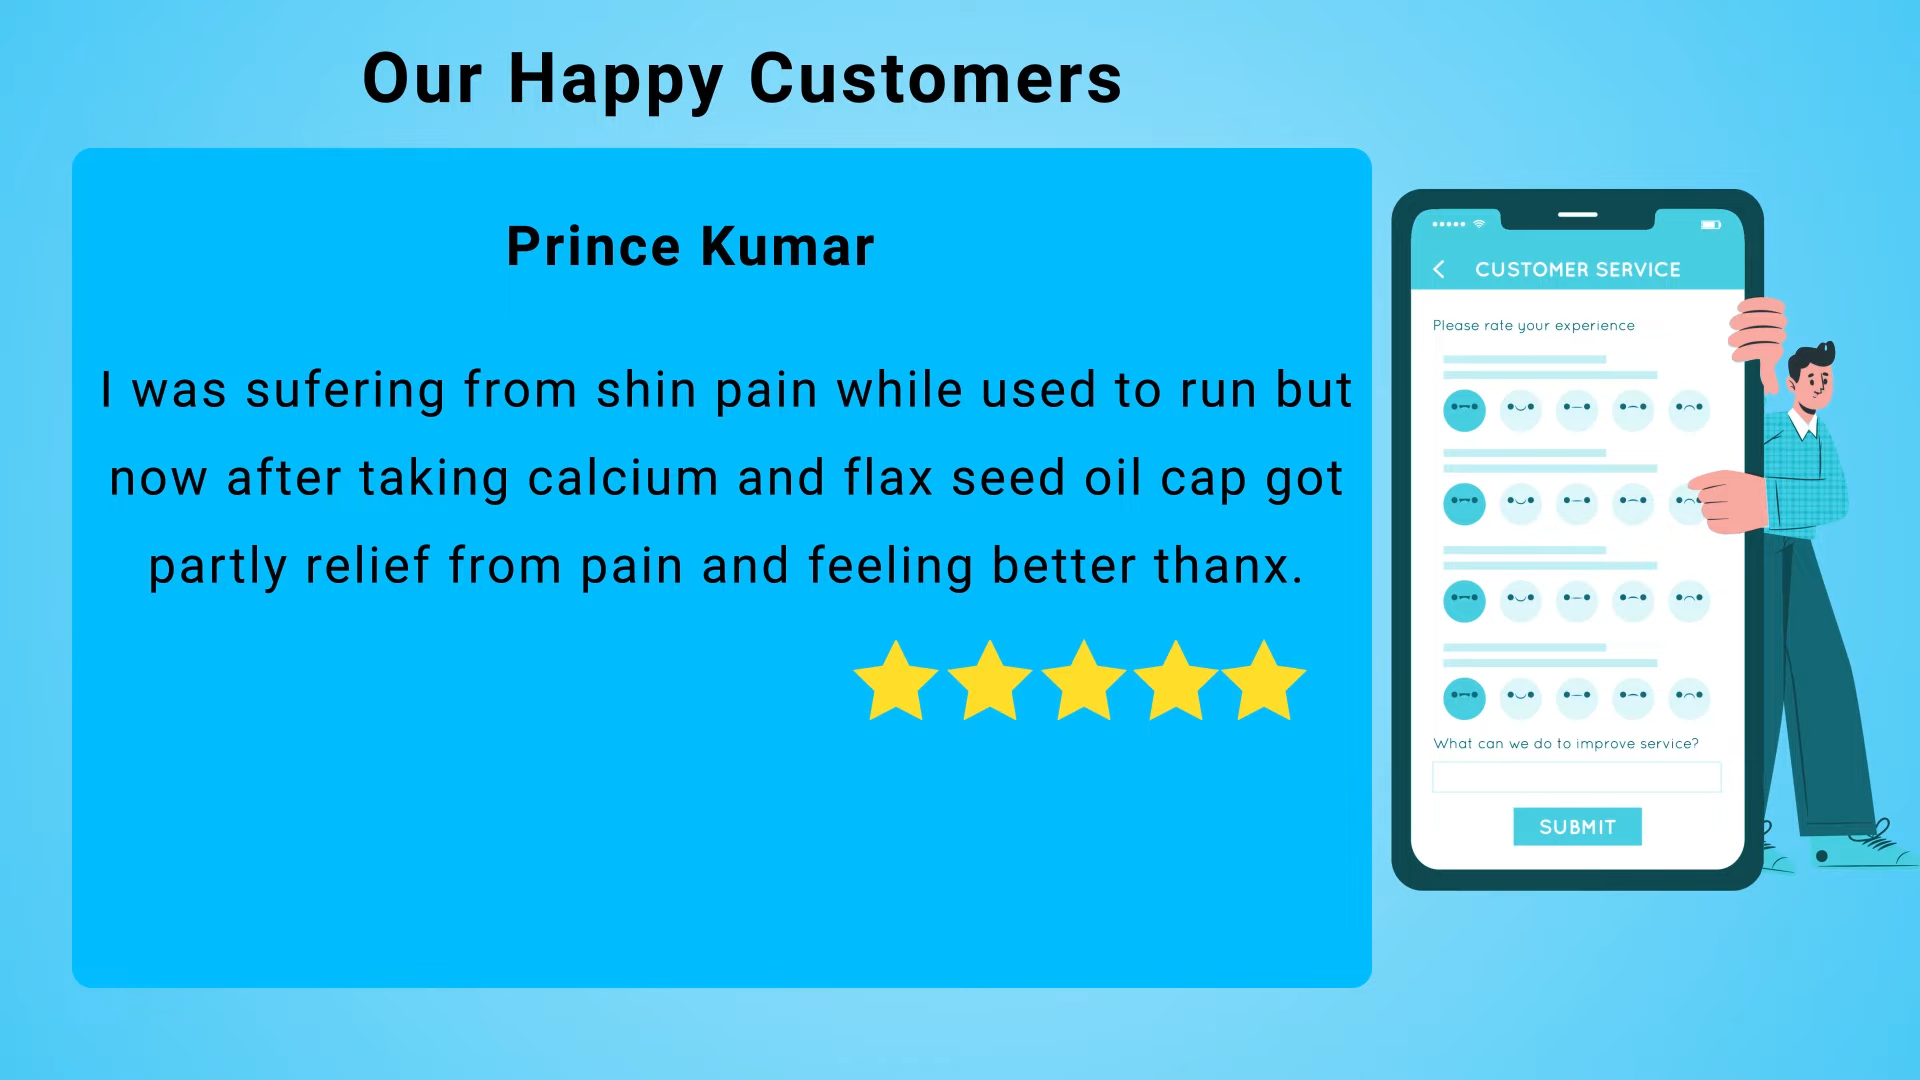 Our Happy Customers
Prince Kumar
I was sufering from shin pain while used to run but
now after taking calcium and flax seed oil cap got
partly relief from pain and feeling better thanx.
CUSTOMER SERVICE
Please rate your experience
What can we do to improve service?
SUBMIT